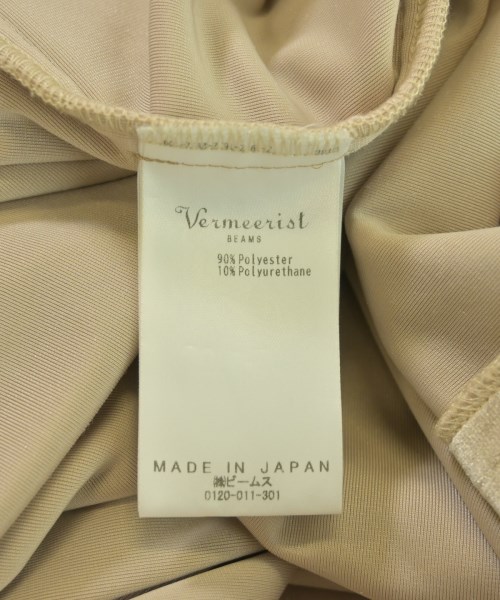 Vermeerist
BEAMS
90% Polyester
10% Polyurethane
MADE IN JAPAN
㈱ビームス
0120-011-301